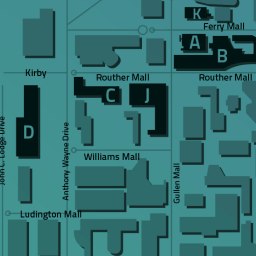 K
Ferry Mall
A
B
Kirby
Routher Mall
Routher Mall
C
J
D
John C. Lodge Drive
Anthony Wayne Drive
Williams Mall
Gullen Mall
Ludington Mall